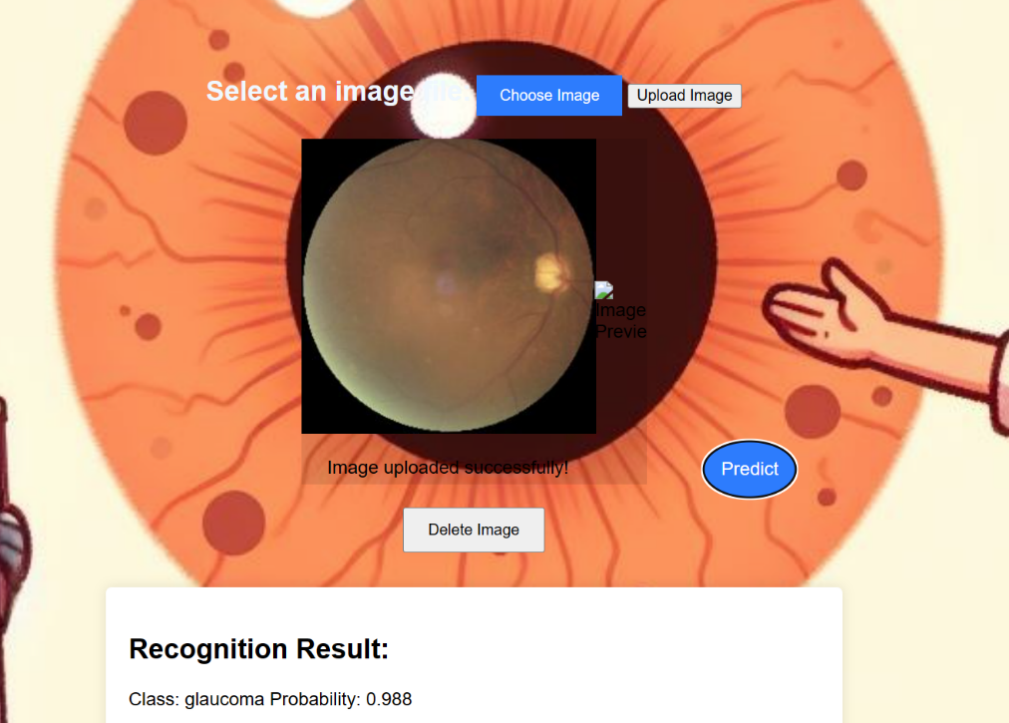 Select an image file:
Choose Image
Upload Image
Image
Previe
Image uploaded successfully!
Predict
Delete Image
Recognition Result:
Class: glaucoma Probability: 0.988